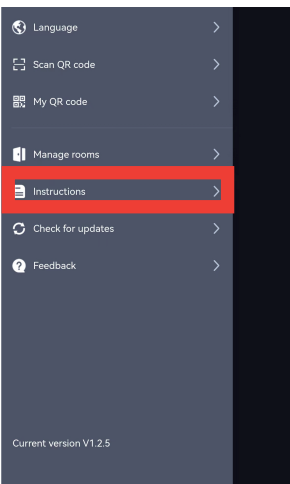 Language
Scan QR code
My QR code
Manage rooms
Instructions
Check for updates
Feedback
Current version V1.2.5